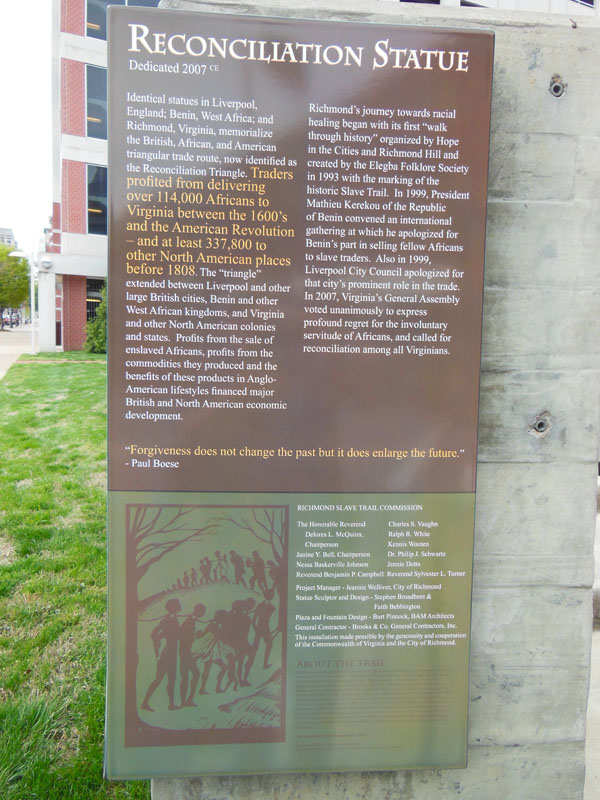 RECONCILIATION STATUE
Dedicated 2007 CE
Identical statues in Liverpool,
England; Benin, West Africa; and
Richmond, Virginia, memorialize
the British, African, and American
triangular trade route, now identified as
the Reconciliation Triangle. Traders
profited from delivering
over 114,000 Africans to
Virginia between the 1600's
and the American Revolution
– and at least 337,800 to
other North American places
before 1808. The "triangle"
extended between Liverpool and other
large British cities, Benin and other
West African kingdoms, and Virginia
and other North American colonies
and states. Profits from the sale of
enslaved Africans, profits from the
commodities they produced and the
benefits of these products in Anglo-
American lifestyles financed major
British and North American economic
development.
Richmond's journey towards racial
healing began with its first "walk
through history" organized by Hope
in the Cities and Richmond Hill and
created by the Elegba Folklore Society
in 1993 with the marking of the
historic Slave Trail. In 1999, President
Mathieu Kerekou of the Republic
of Benin convened an international
gathering at which he apologized for
Benin's part in selling fellow Africans
to slave traders. Also in 1999,
Liverpool City Council apologized for
that city's prominent role in the trade.
In 2007, Virginia's General Assembly
voted unanimously to express
profound regret for the involuntary
servitude of Africans, and called for
reconciliation among all Virginians.
"Forgiveness does not change the past but it does enlarge the future."
- Paul Boese
RICHMOND SLAVE TRAIL COMMISSION
The Honorable Reverend
Delores L. McQuinn,
Chairperson
Janine Y. Bell, Chairperson
Nessa Baskerville Johnson
Reverend Benjamin P. Campbell
Charles S. Vaughn
Ralph R. White
Kennis Wooten
Dr. Philip J. Schwartz
Jennie Dotts
Reverend Sylvester L. Turner
Project Manager - Jeannie Welliver, City of Richmond
Statue Sculptor and Design - Stephen Broadbent &
Faith Bebbington
Plaza and Fountain Design - Burt Pinnock, BAM Architects
General Contractor - Brooks & Co. General Contractors, Inc.
This installation made possible by the generosity and cooperation
of the Commonwealth of Virginia and the City of Richmond.
ABOUT THE TRAIL